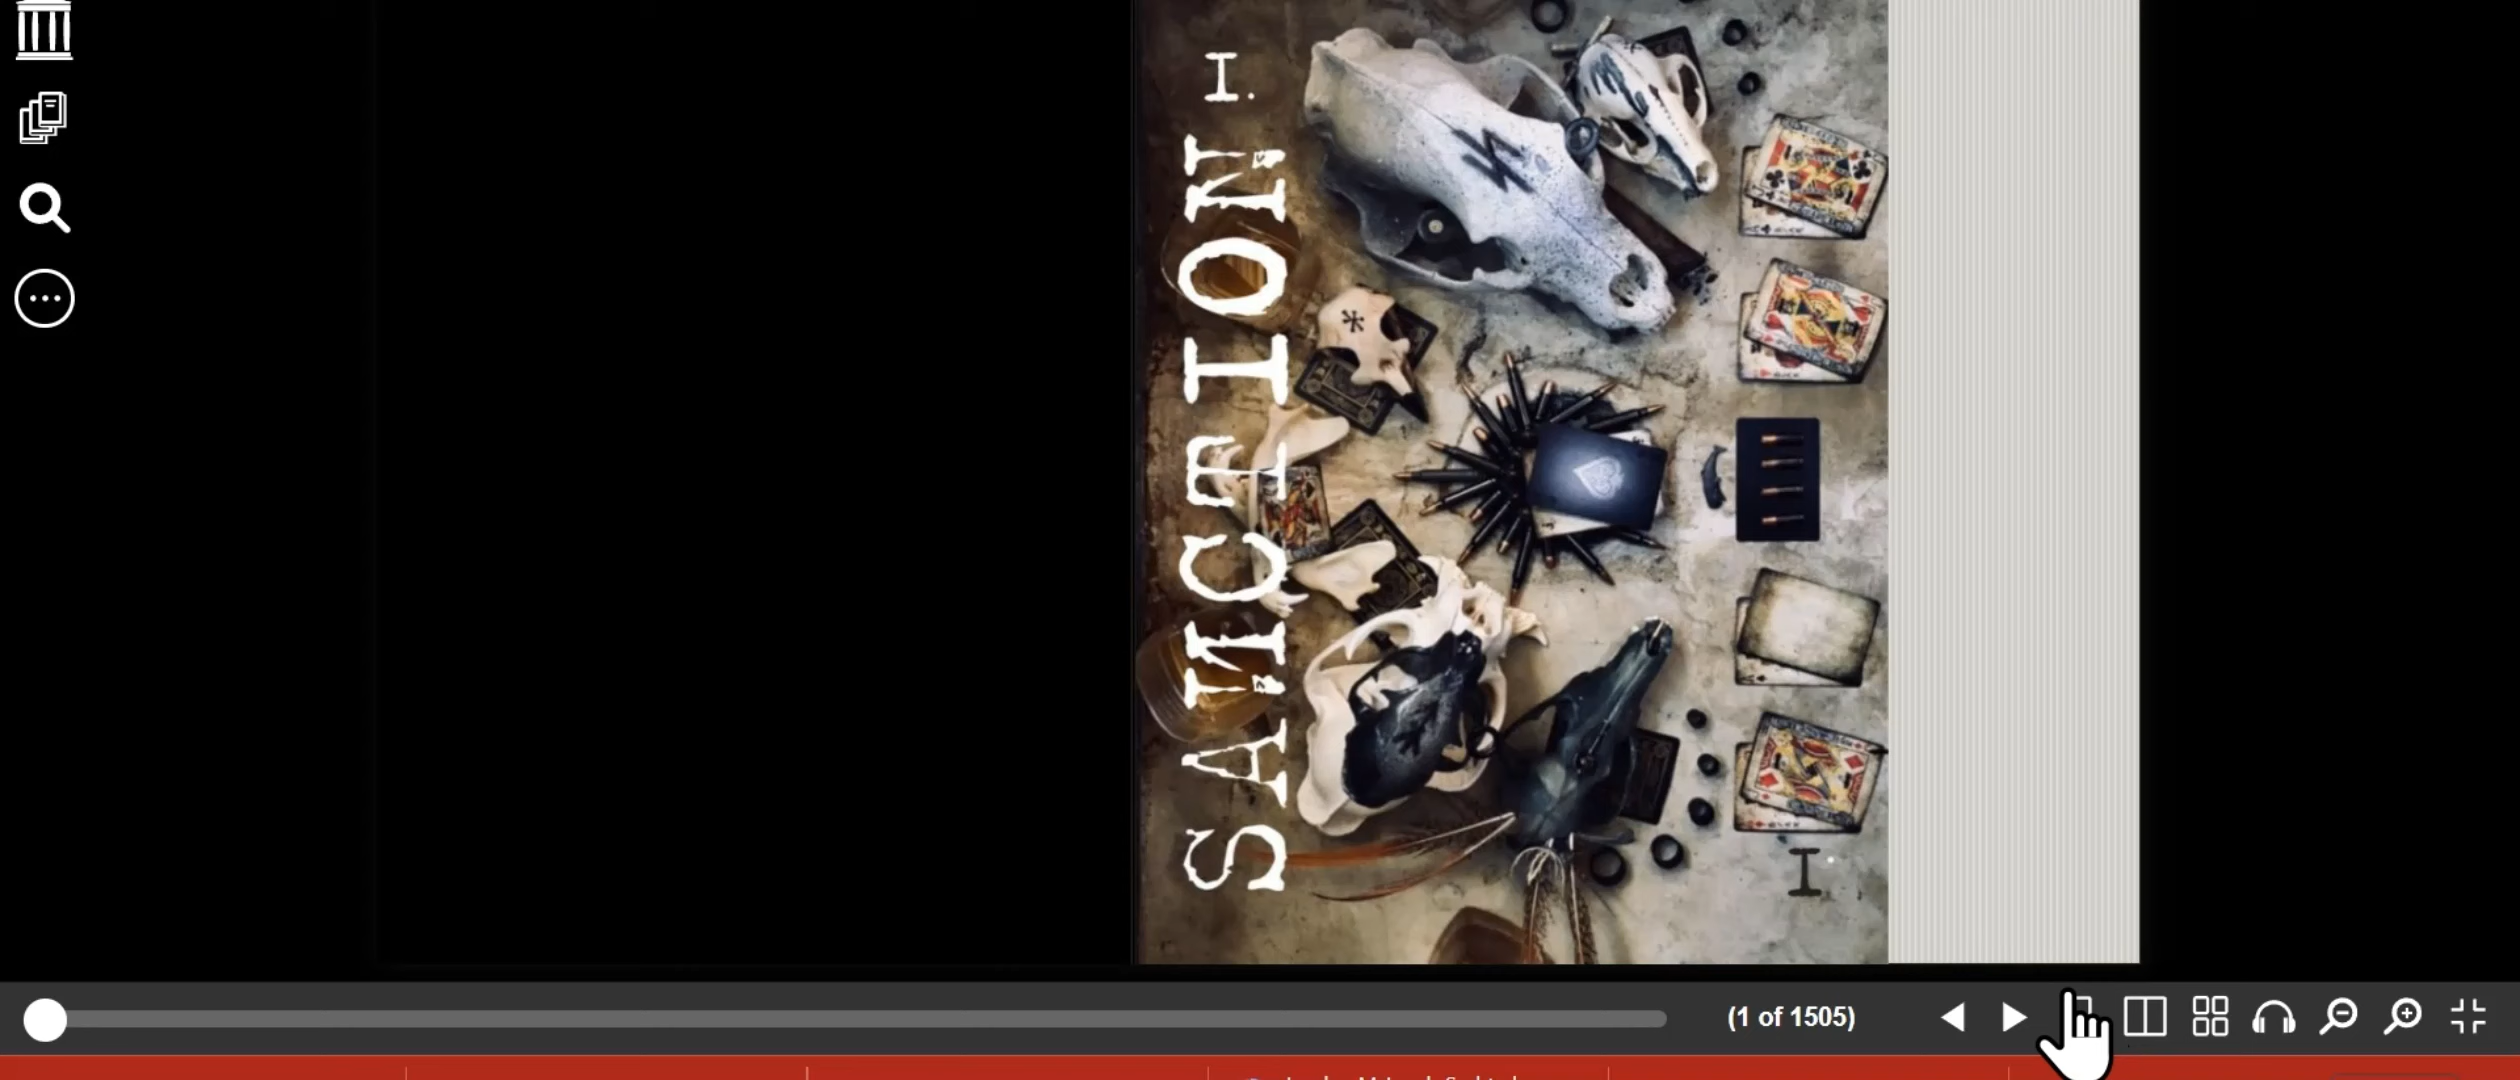 SANCTION I.
I.
(1 of 1505)